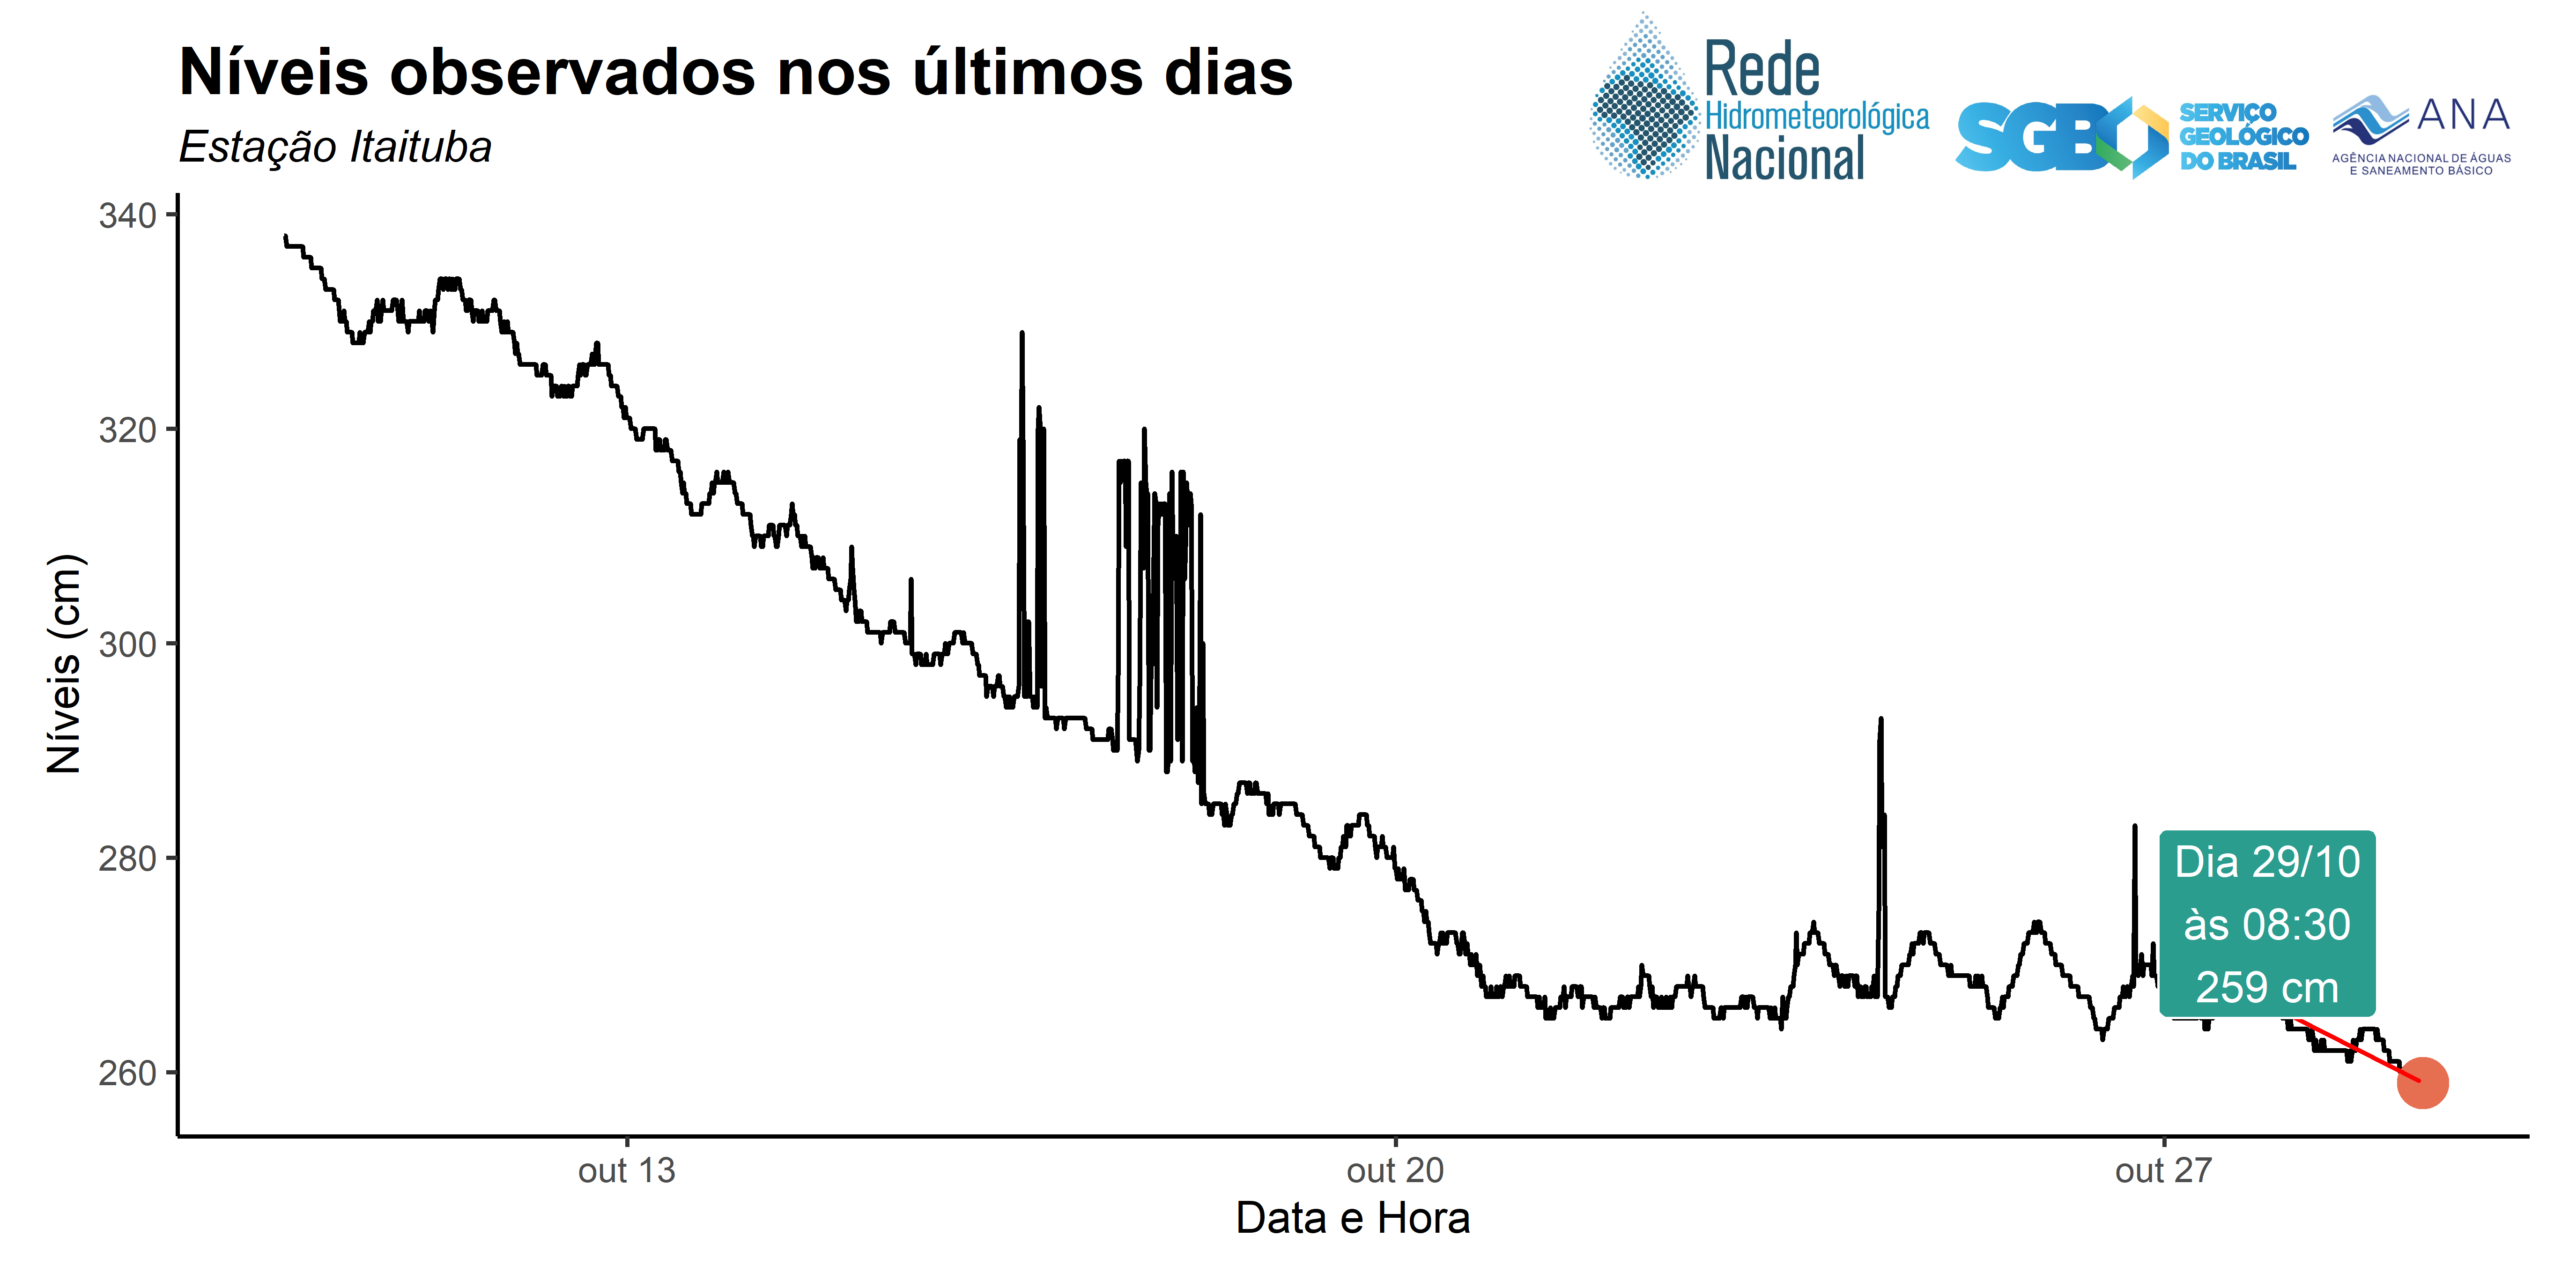 Níveis observados nos últimos dias
Estação Itaituba
Rede
Hidrometeorológica
Nacional
SGB
SERVIÇO
GEOLÓGICO
DO BRASIL
ANA
AGÊNCIA NACIONAL DE ÁGUAS
E SANEAMENTO BÁSICO
Níveis (cm)
340
320
300
280
260
Dia 29/10
às 08:30
259 cm
out 13
out 20
out 27
Data e Hora